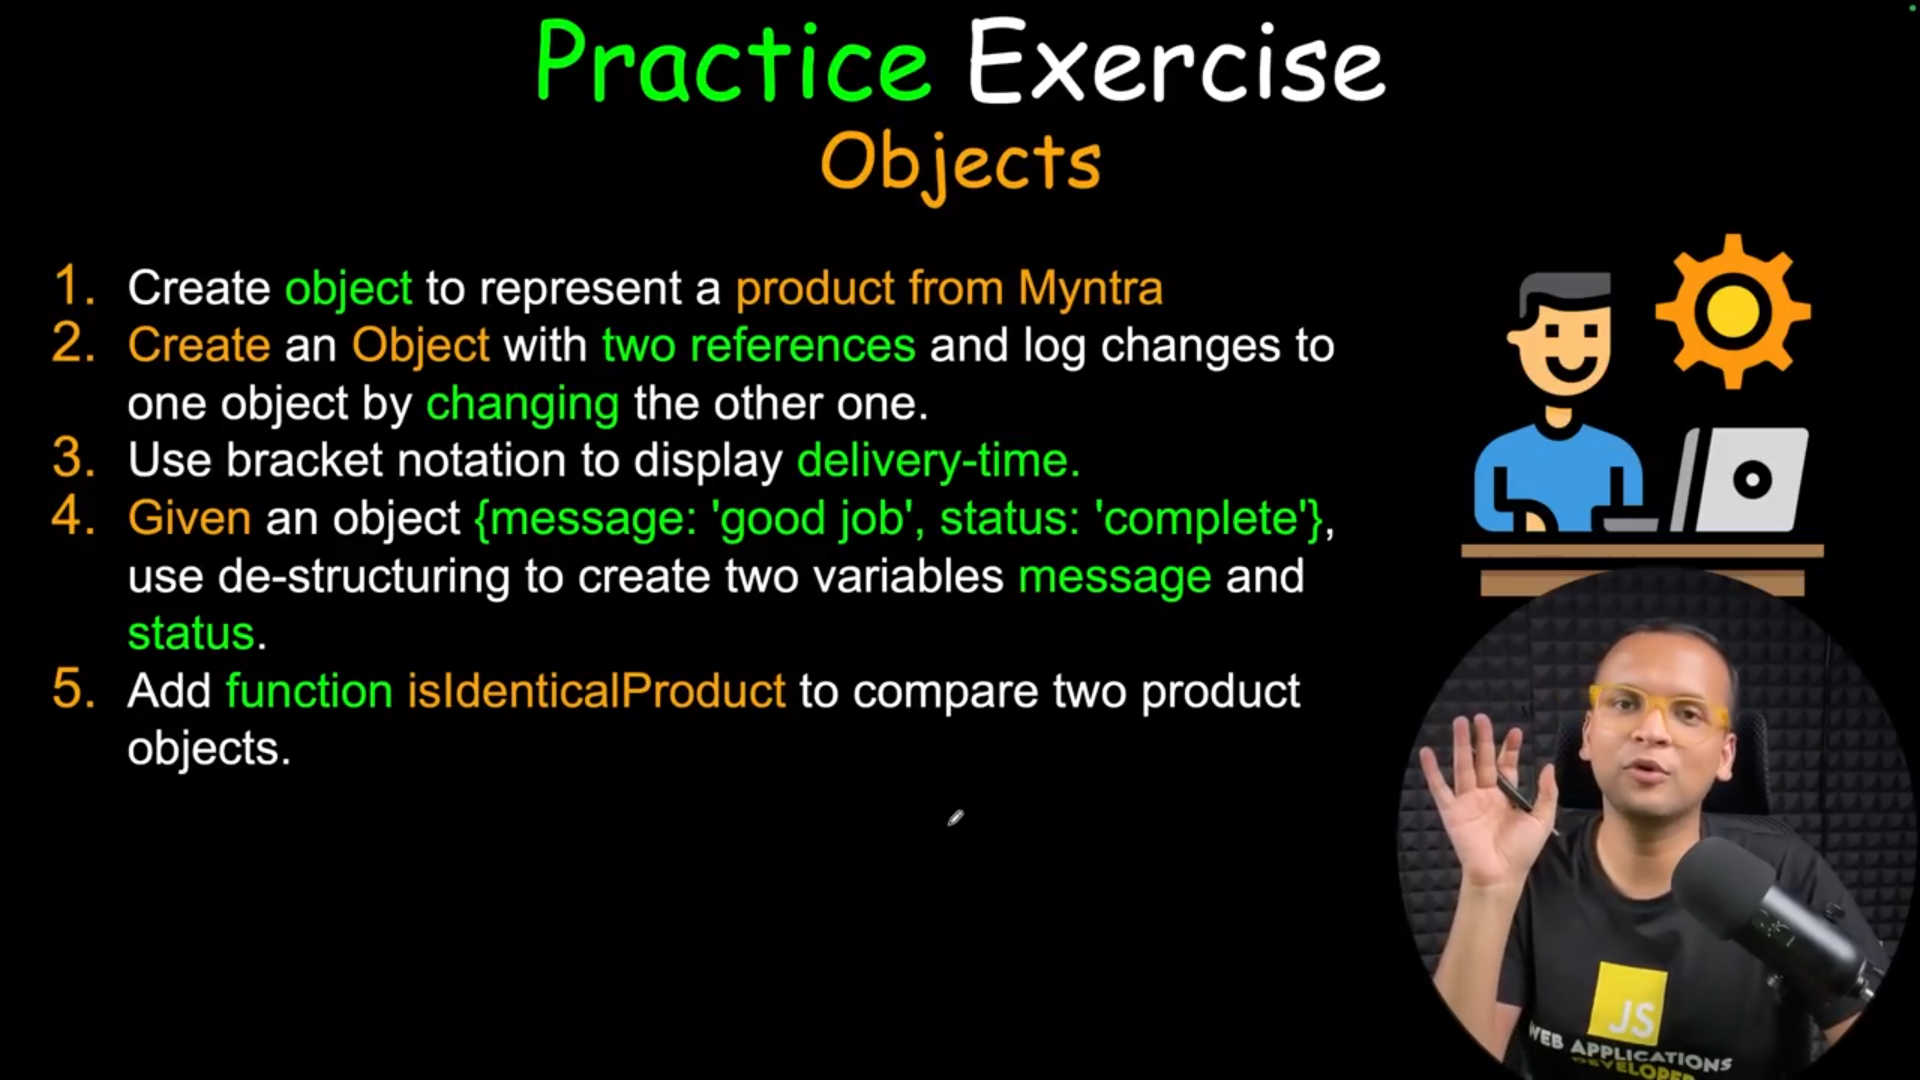 Practice Exercise
Objects
1. Create object to represent a product from Myntra
2. Create an Object with two references and log changes to
one object by changing the other one.
3. Use bracket notation to display delivery-time.
4. Given an object {message: 'good job', status: 'complete'},
use de-structuring to create two variables message and
status.
5. Add function isIdenticalProduct to compare two product
objects.
JS
WEB APPLICATIONS
DEVELOPER